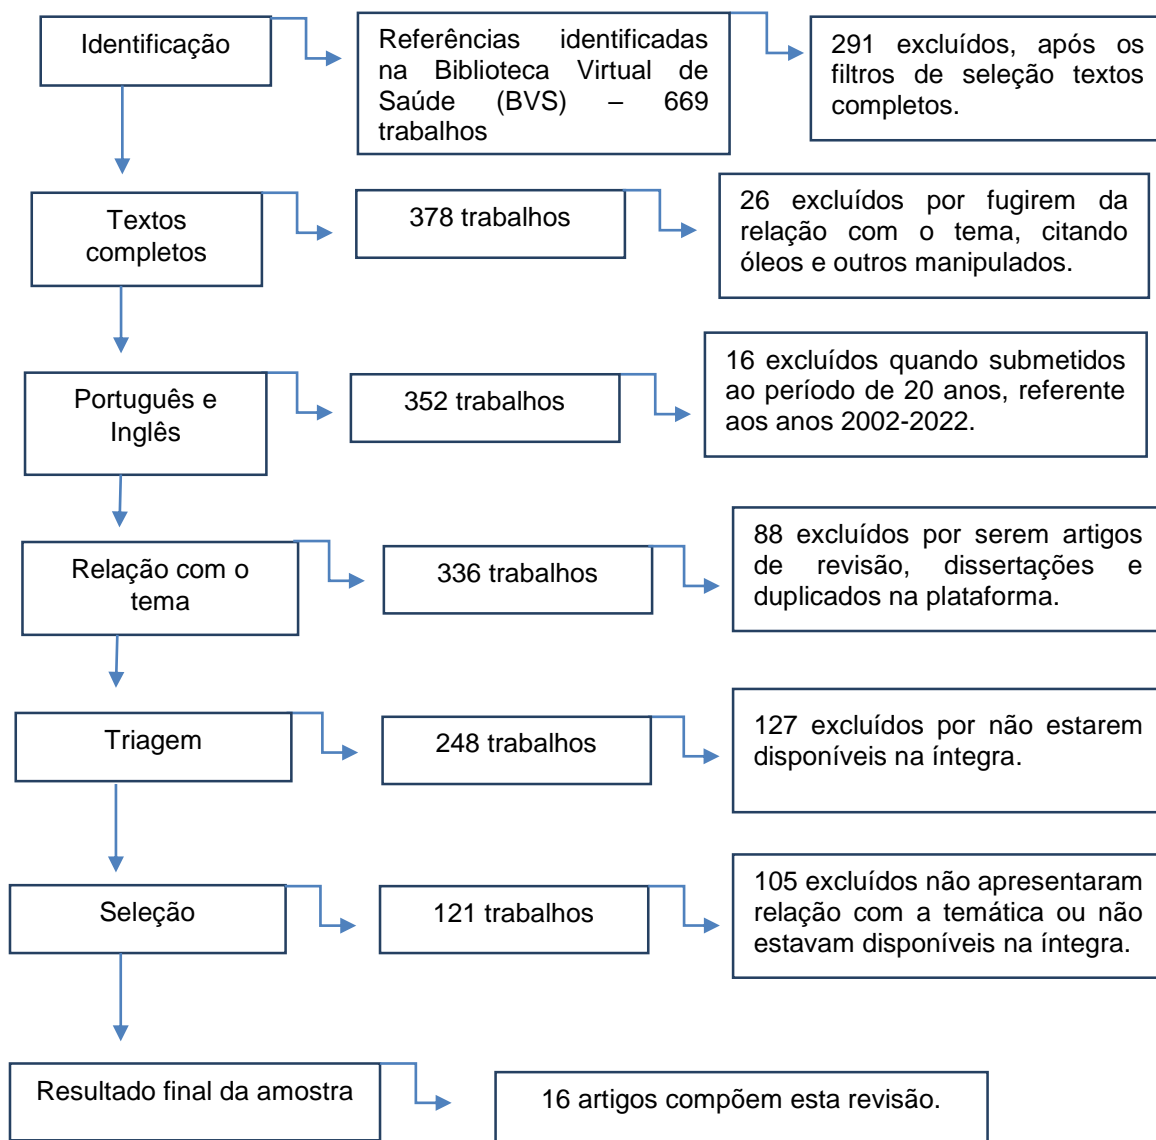 Identificação
Referências identificadas
na Biblioteca Virtual de
Saúde (BVS) – 669
trabalhos
291 excluídos, após os
filtros de seleção textos
completos.
Textos
completos
378 trabalhos
26 excluídos por fugirem da
relação com o tema, citando
óleos e outros manipulados.
Português e
Inglês
352 trabalhos
16 excluídos quando submetidos
ao período de 20 anos, referente
aos anos 2002-2022.
Relação com o
tema
336 trabalhos
88 excluídos por serem artigos
de revisão, dissertações e
duplicados na plataforma.
Triagem
248 trabalhos
127 excluídos por não estarem
disponíveis na íntegra.
Seleção
121 trabalhos
105 excluídos não apresentaram
relação com a temática ou não
estavam disponíveis na íntegra.
Resultado final da amostra
16 artigos compõem esta revisão.